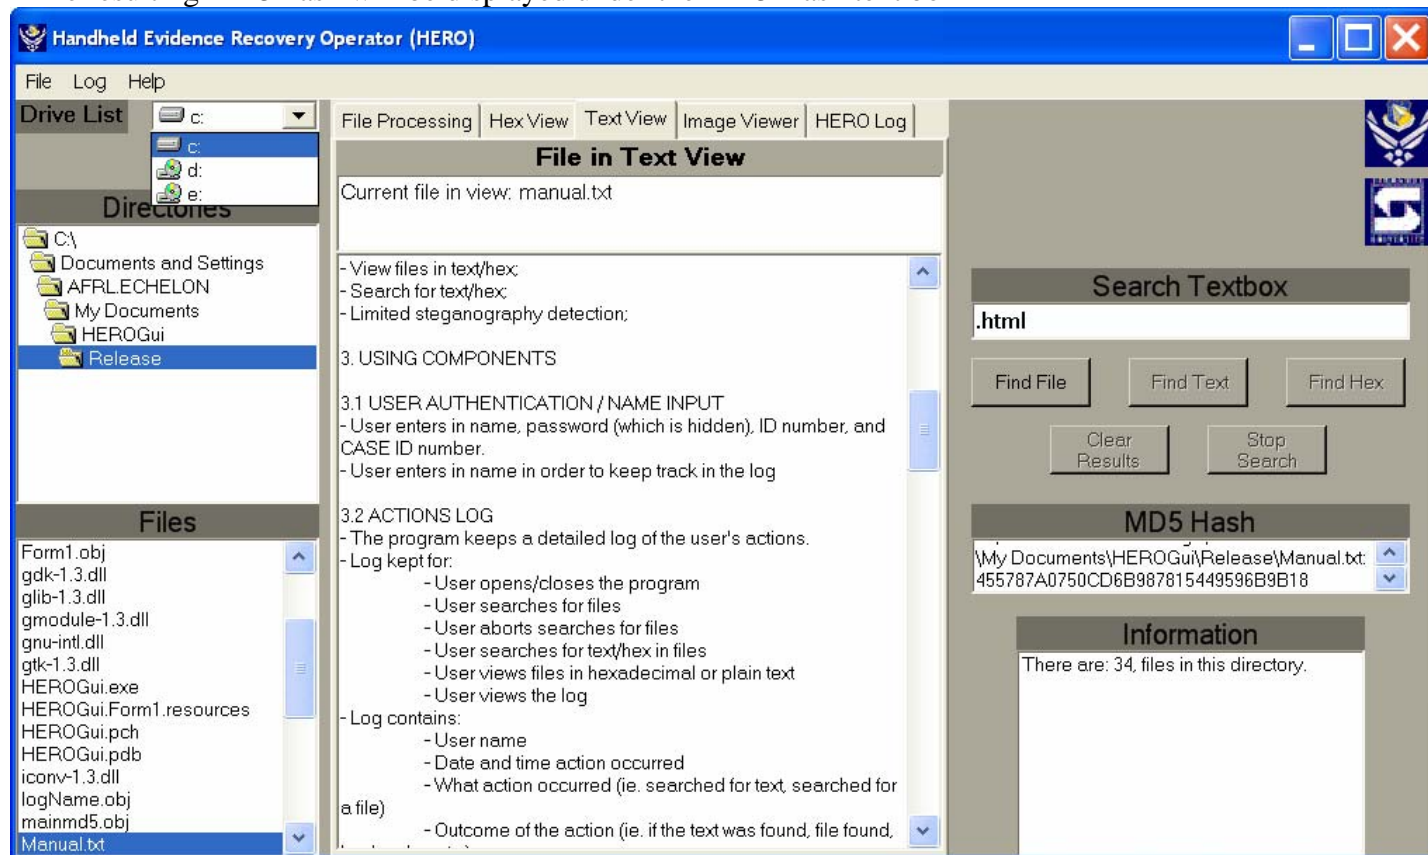 Handheld Evidence Recovery Operator (HERO)
File Log Help
Drive List
c:
c:
d:
e:
Directories
C:\
Documents and Settings
AFRL.ECHELON
My Documents
HEROGui
Release
Files
Form1.obj
gdk-1.3.dll
glib-1.3.dll
gmodule-1.3.dll
gnu-intl.dll
gtk-1.3.dll
HEROGui.exe
HEROGui.Form1.resources
HEROGui.pch
HEROGui.pdb
iconv-1.3.dll
logName.obj
mainmd5.obj
Manual.txt
File Processing Hex View Text View Image Viewer HERO Log
File in Text View
Current file in view: manual.txt
- View files in text/hex;
- Search for text/hex;
- Limited steganography detection;
3. USING COMPONENTS
3.1 USER AUTHENTICATION / NAME INPUT
- User enters in name, password (which is hidden), ID number, and
CASE ID number.
- User enters in name in order to keep track in the log
3.2 ACTIONS LOG
- The program keeps a detailed log of the user's actions.
- Log kept for:
- User opens/closes the program
- User searches for files
- User aborts searches for files
- User searches for text/hex in files
- User views files in hexadecimal or plain text
- User views the log
- Log contains:
- User name
- Date and time action occurred
- What action occurred (ie. searched for text, searched for
a file)
- Outcome of the action (ie. if the text was found, file found,
Search Textbox
.html
Find File Find Text Find Hex
Clear Results Stop Search
MD5 Hash
\My Documents\HEROGui\Release\Manual.txt:
455787A0750CD6B987815449596B9B18
Information
There are: 34, files in this directory.